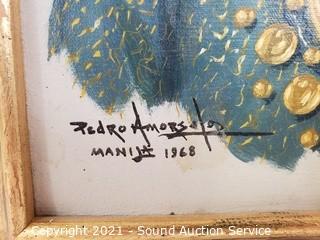 PEDRO AMORSOLO
MANILA 1968
Copyright 2021 - Sound Auction Service